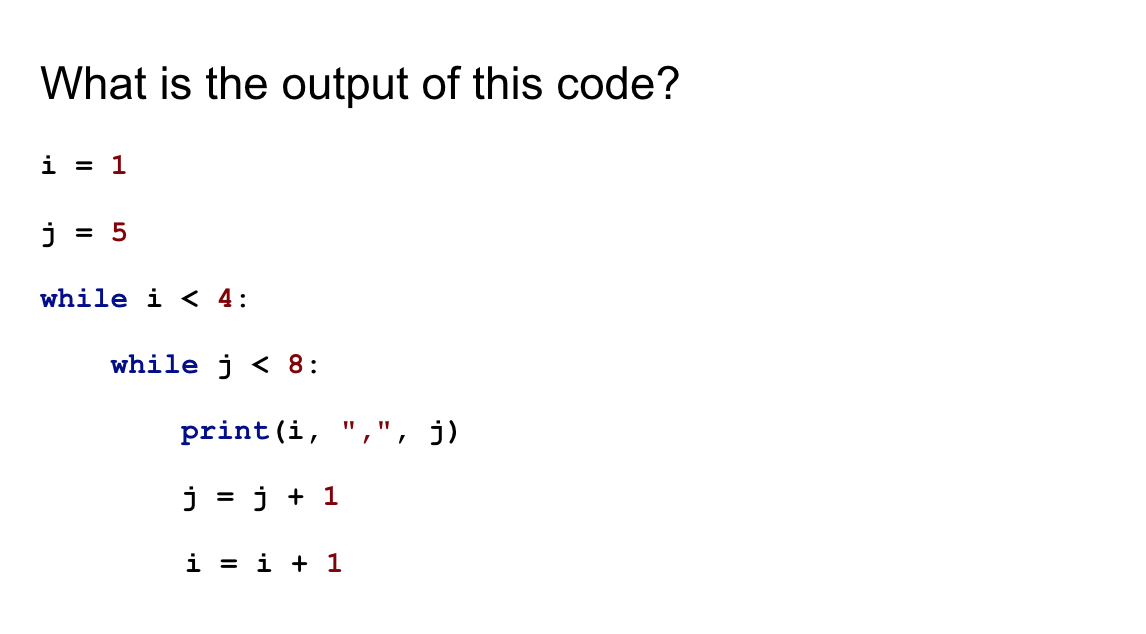 What is the output of this code?
i = 1
j = 5
while i < 4:
    while j < 8:
        print(i, ",", j)
        j = j + 1
        i = i + 1